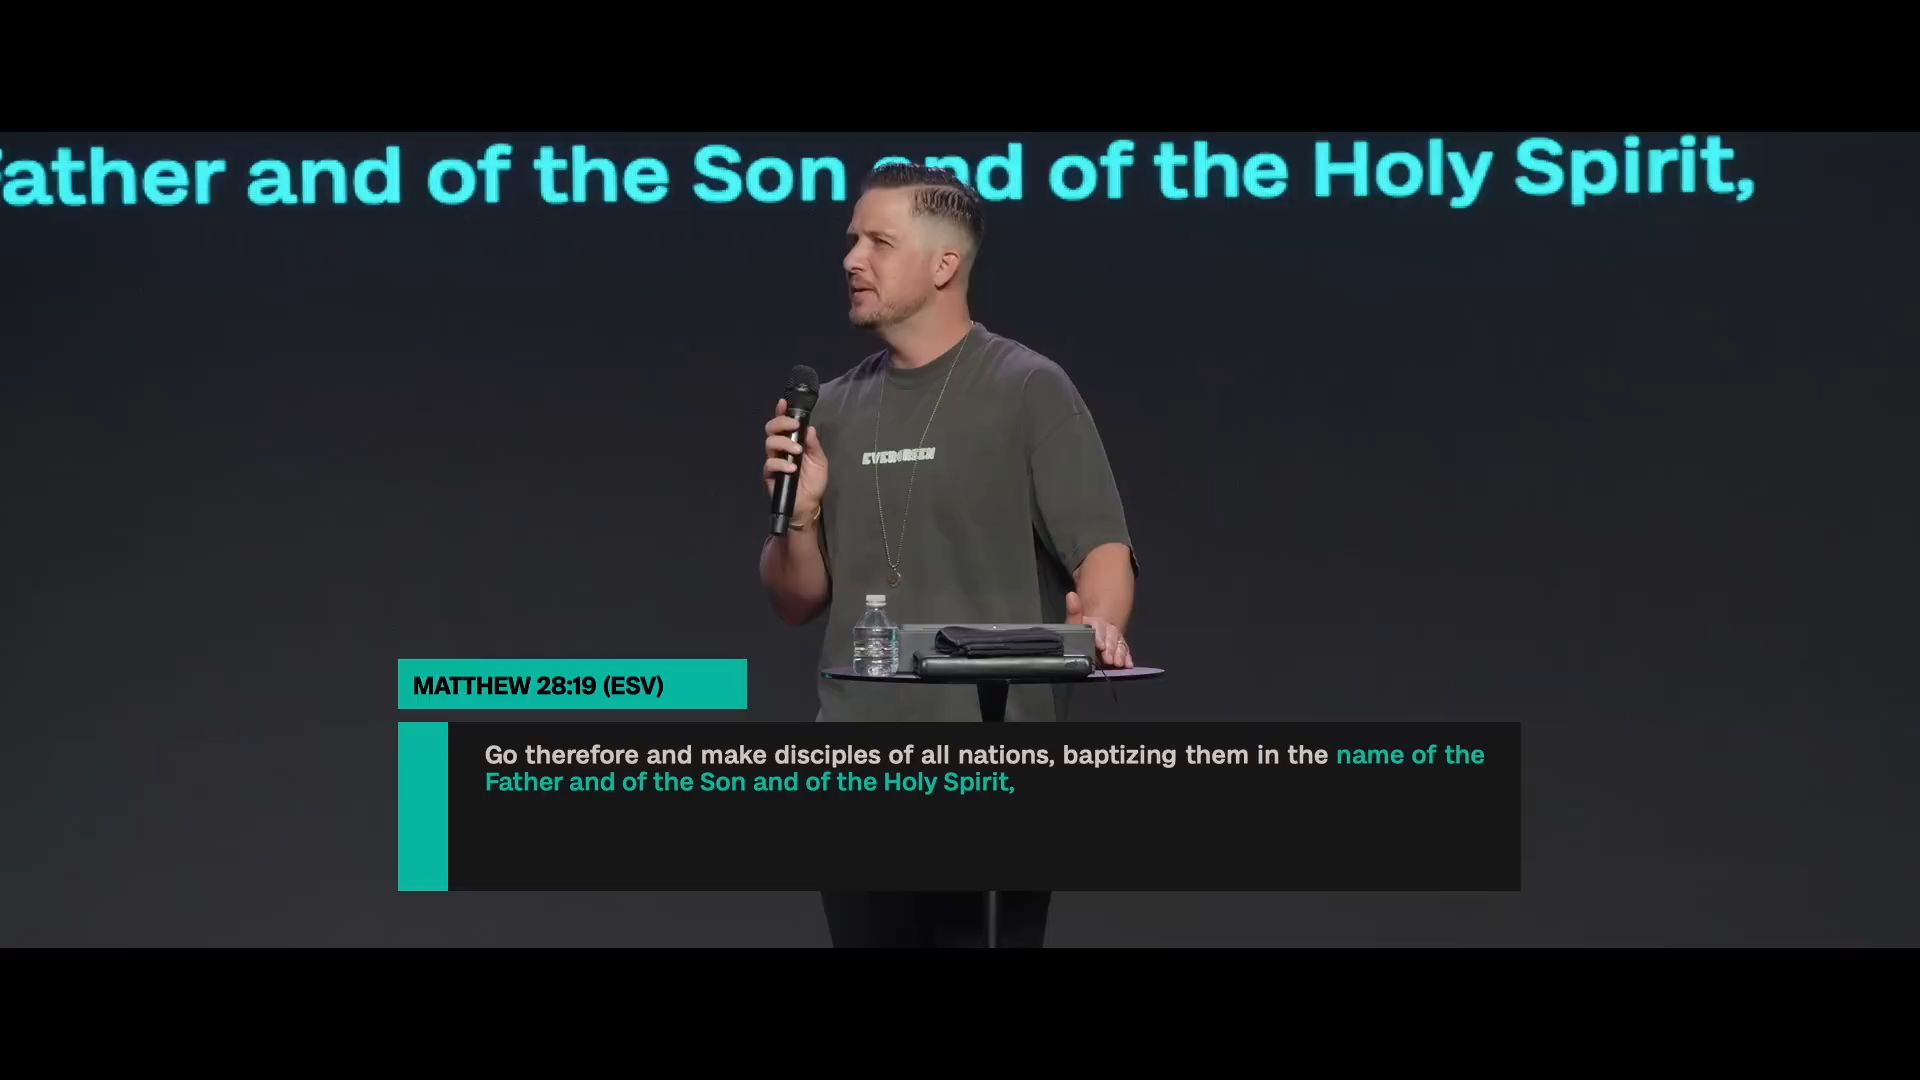 Father and of the Son and of the Holy Spirit,
EVERGREEN
MATTHEW 28:19 (ESV)
Go therefore and make disciples of all nations, baptizing them in the name of the
Father and of the Son and of the Holy Spirit,